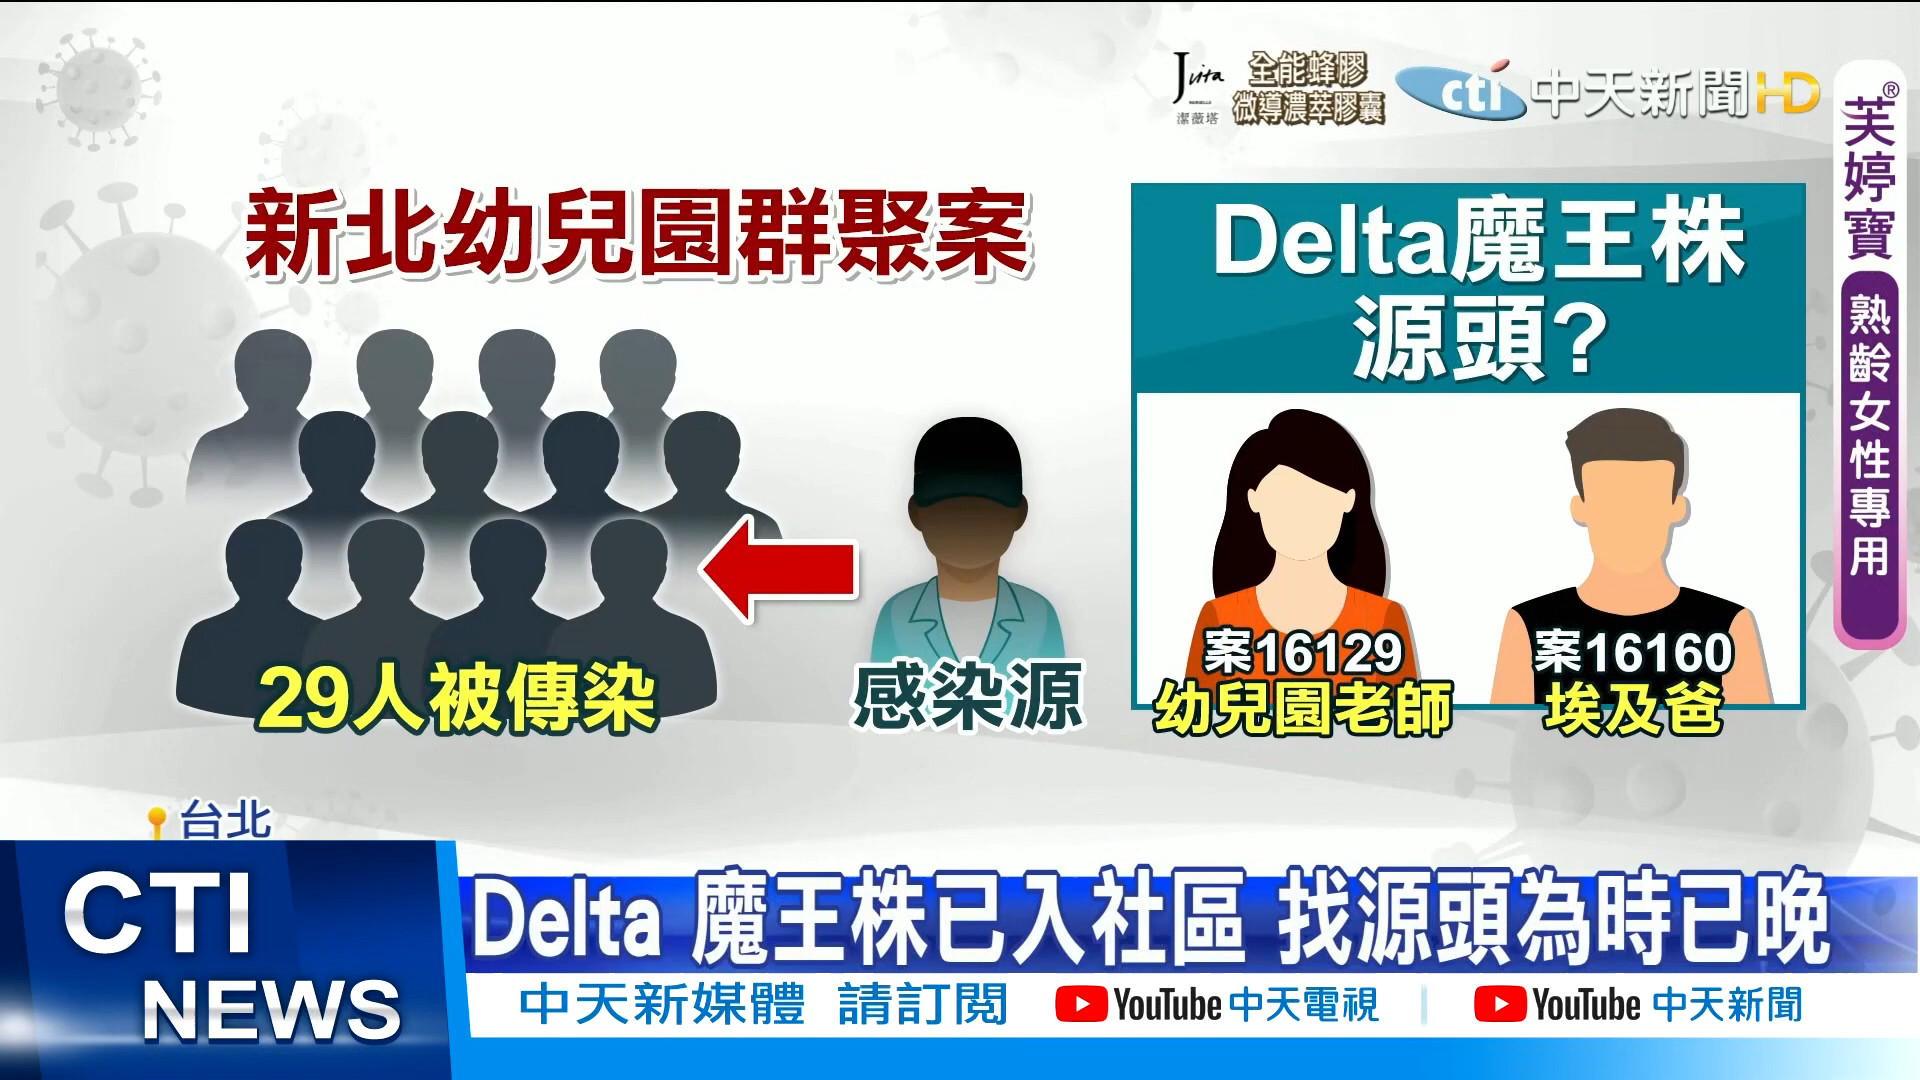 Jvita
MARSEILLE
潔薇塔
全能蜂膠
微導濃萃膠囊
cti 中天新聞HD
芙婷寶®
熟齡女性專用
新北幼兒園群聚案
Delta魔王株
源頭?
29人被傳染
感染源
案16129
幼兒園老師
案16160
埃及爸
台北
CTI
NEWS
Delta 魔王株已入社區 找源頭為時已晚
中天新媒體 請訂閱 YouTube 中天電視 YouTube 中天新聞